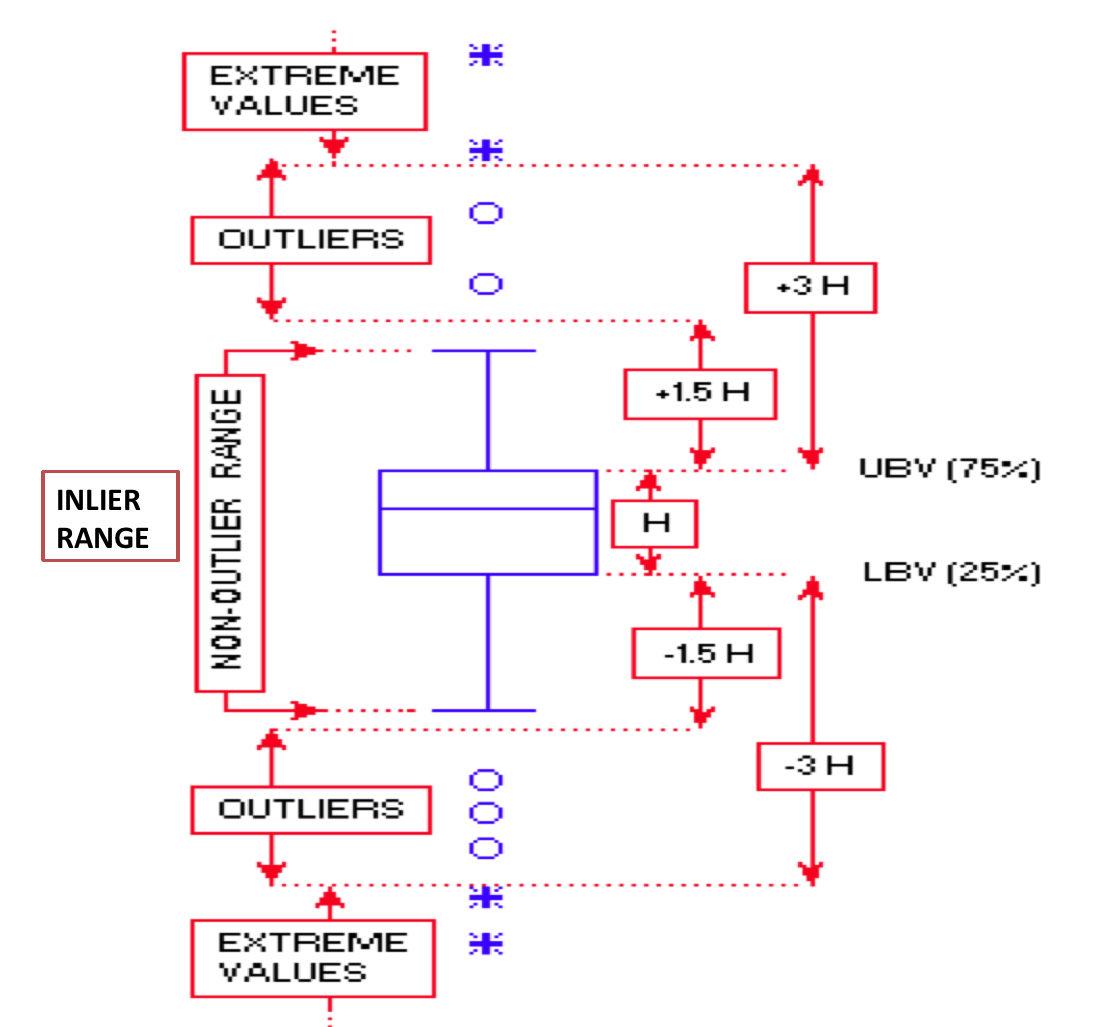 EXTREME
VALUES
OUTLIERS
+3 H
+1.5 H
UBV (75%)
INLIER
RANGE
NON-OUTLIER RANGE
H
LBV (25%)
-1.5 H
-3 H
OUTLIERS
EXTREME
VALUES